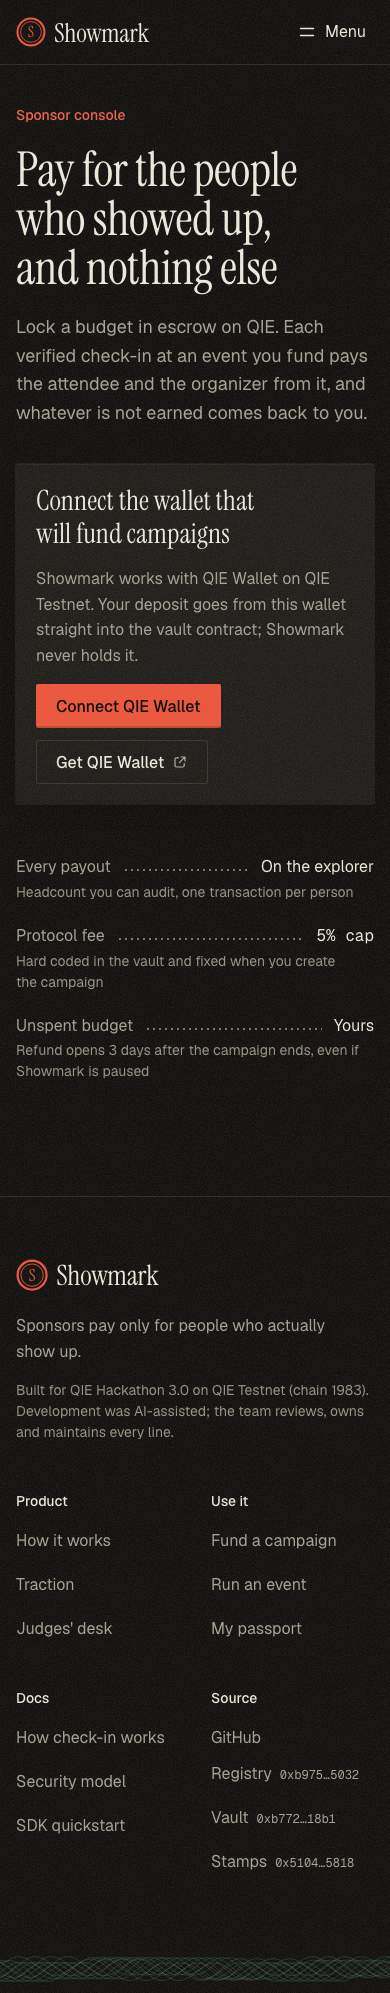 S Showmark
Menu
Sponsor console
Pay for the people
who showed up,
and nothing else
Lock a budget in escrow on QIE. Each
verified check-in at an event you fund pays
the attendee and the organizer from it, and
whatever is not earned comes back to you.
Connect the wallet that
will fund campaigns
Showmark works with QIE Wallet on QIE
Testnet. Your deposit goes from this wallet
straight into the vault contract; Showmark
never holds it.
Connect QIE Wallet
Get QIE Wallet
Every payout On the explorer
Headcount you can audit, one transaction per person
Protocol fee 5% cap
Hard coded in the vault and fixed when you create
the campaign
Unspent budget Yours
Refund opens 3 days after the campaign ends, even if
Showmark is paused
S Showmark
Sponsors pay only for people who actually
show up.
Built for QIE Hackathon 3.0 on QIE Testnet (chain 1983).
Development was AI-assisted; the team reviews, owns
and maintains every line.
Product
How it works
Traction
Judges' desk
Use it
Fund a campaign
Run an event
My passport
Docs
How check-in works
Security model
SDK quickstart
Source
GitHub
Registry 0xb975…5032
Vault 0xb772…18b1
Stamps 0x5104…5818